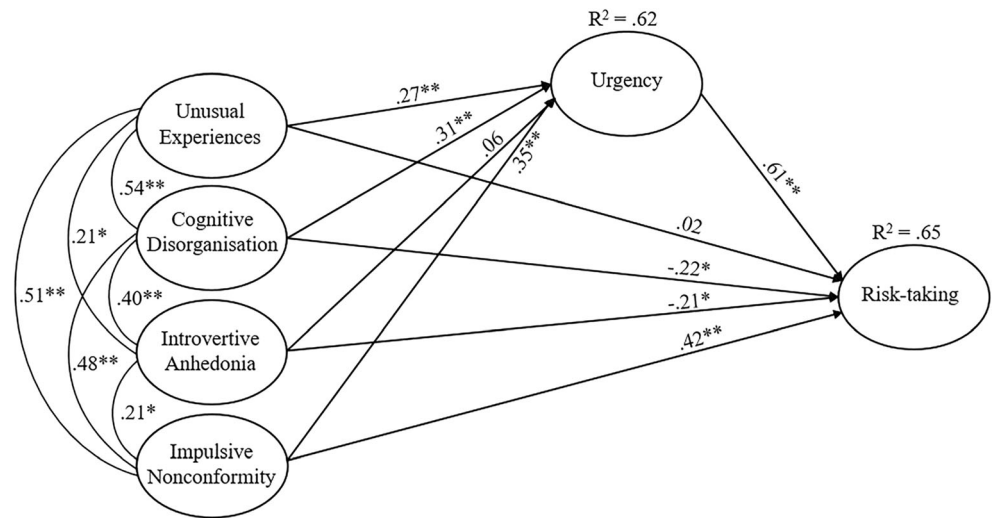 R² = .62
Urgency
Unusual
Experiences
.27**
.31**
.06
.35**
.61**
.54**
Cognitive
Disorganisation
.21*
.02
R² = .65
-.22*
Risk-taking
.51**
.40**
-.21*
Introvertive
Anhedonia
.42**
.48**
.21*
Impulsive
Nonconformity